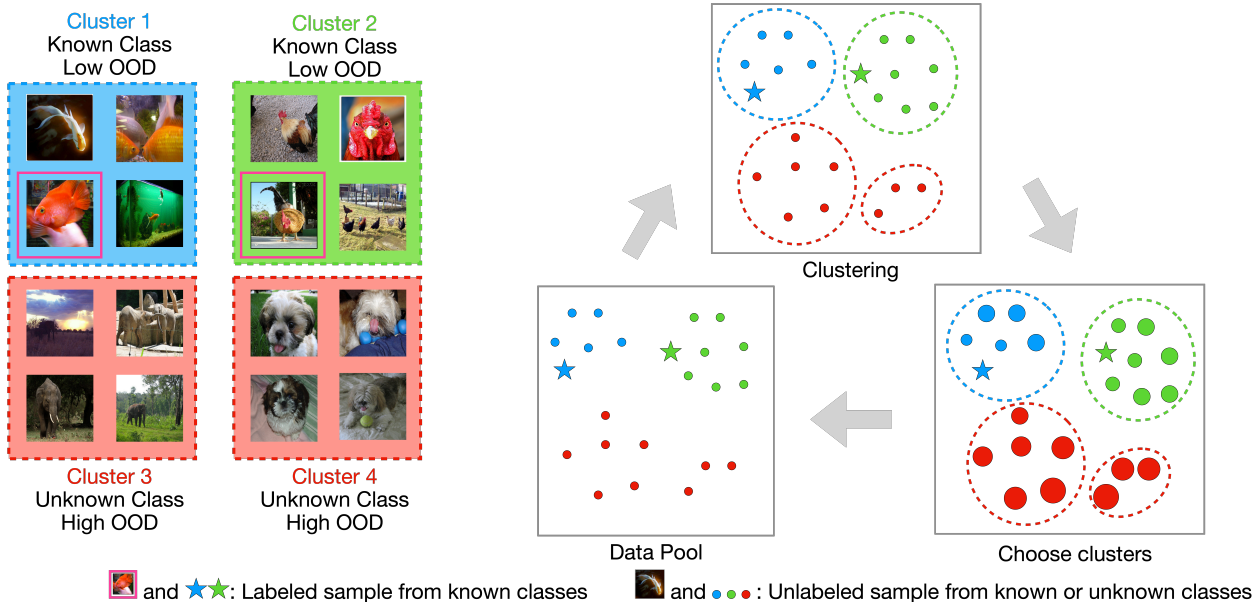 Cluster 1
Known Class
Low OOD
Cluster 2
Known Class
Low OOD
Cluster 3
Unknown Class
High OOD
Cluster 4
Unknown Class
High OOD
Clustering
Data Pool
Choose clusters
and : Labeled sample from known classes
and : Unlabeled sample from known or unknown classes